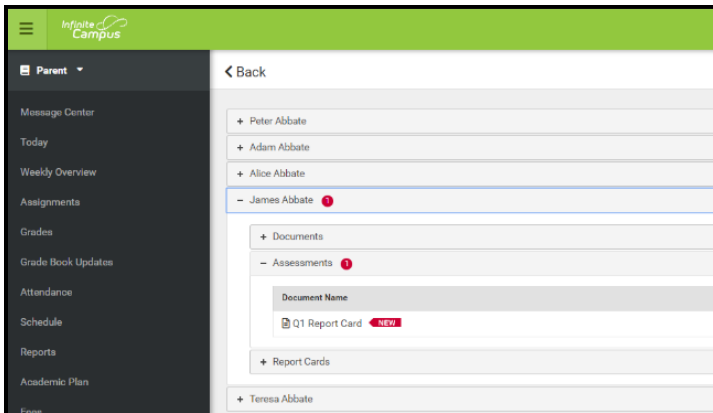 Infinite
Campus
Parent
Message Center
Today
Weekly Overview
Assignments
Grades
Grade Book Updates
Attendance
Schedule
Reports
Academic Plan
Fees
Back
+ Peter Abbate
+ Adam Abbate
+ Alice Abbate
− James Abbate 1
+ Documents
− Assessments 1
Document Name
Q1 Report Card NEW
+ Report Cards
+ Teresa Abbate